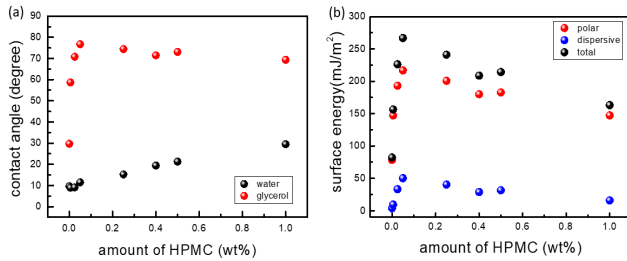 (a)
90
80
70
60
50
40
30
20
10
0
contact angle (degree)
water
glycerol
0.0 0.2 0.4 0.6 0.8 1.0
amount of HPMC (wt%)
(b)
300
250
200
150
100
50
0
surface energy(mJ/m²)
polar
dispersive
total
0.0 0.2 0.4 0.6 0.8 1.0
amount of HPMC (wt%)